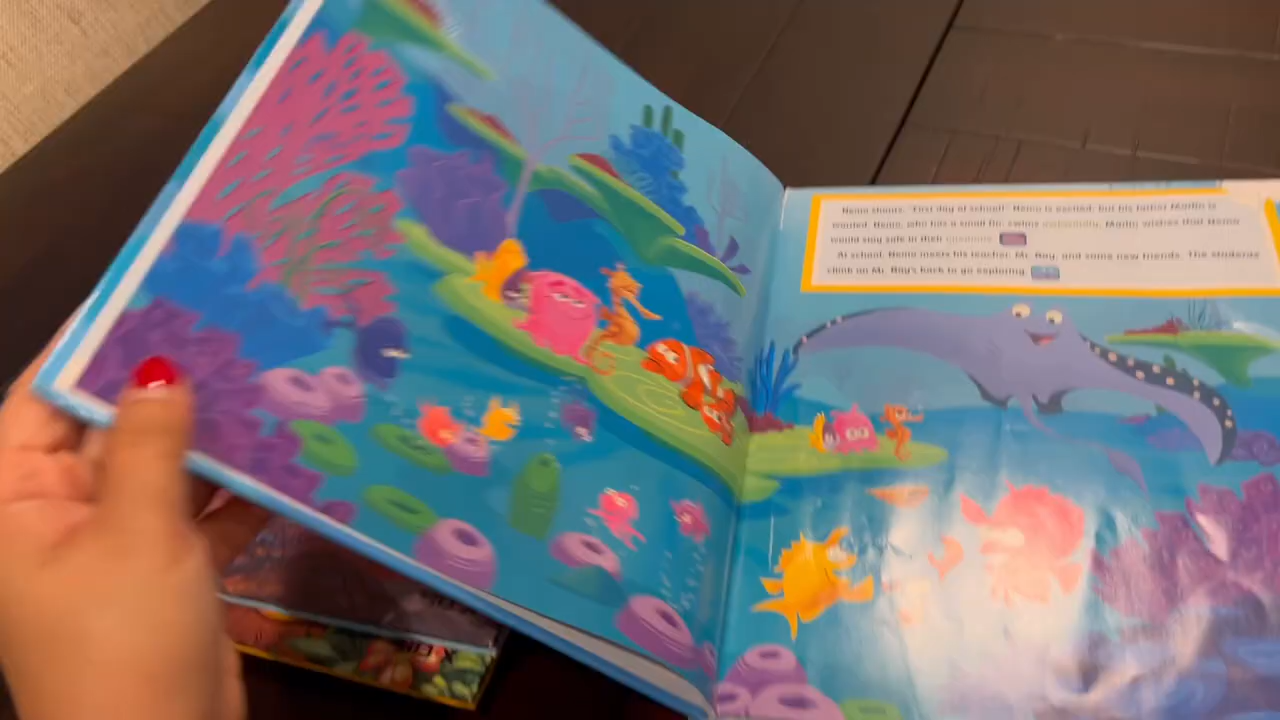 Nemo shouts, "First day of school!" Nemo is excited, but his father Marlin is
worried. Nemo, who has a small fin, swims Marlin wishes that Nemo
would stay safe in their
At school, Nemo meets his teacher, Mr. Ray, and some new friends. The students
climb on Mr. Ray's back to go exploring.